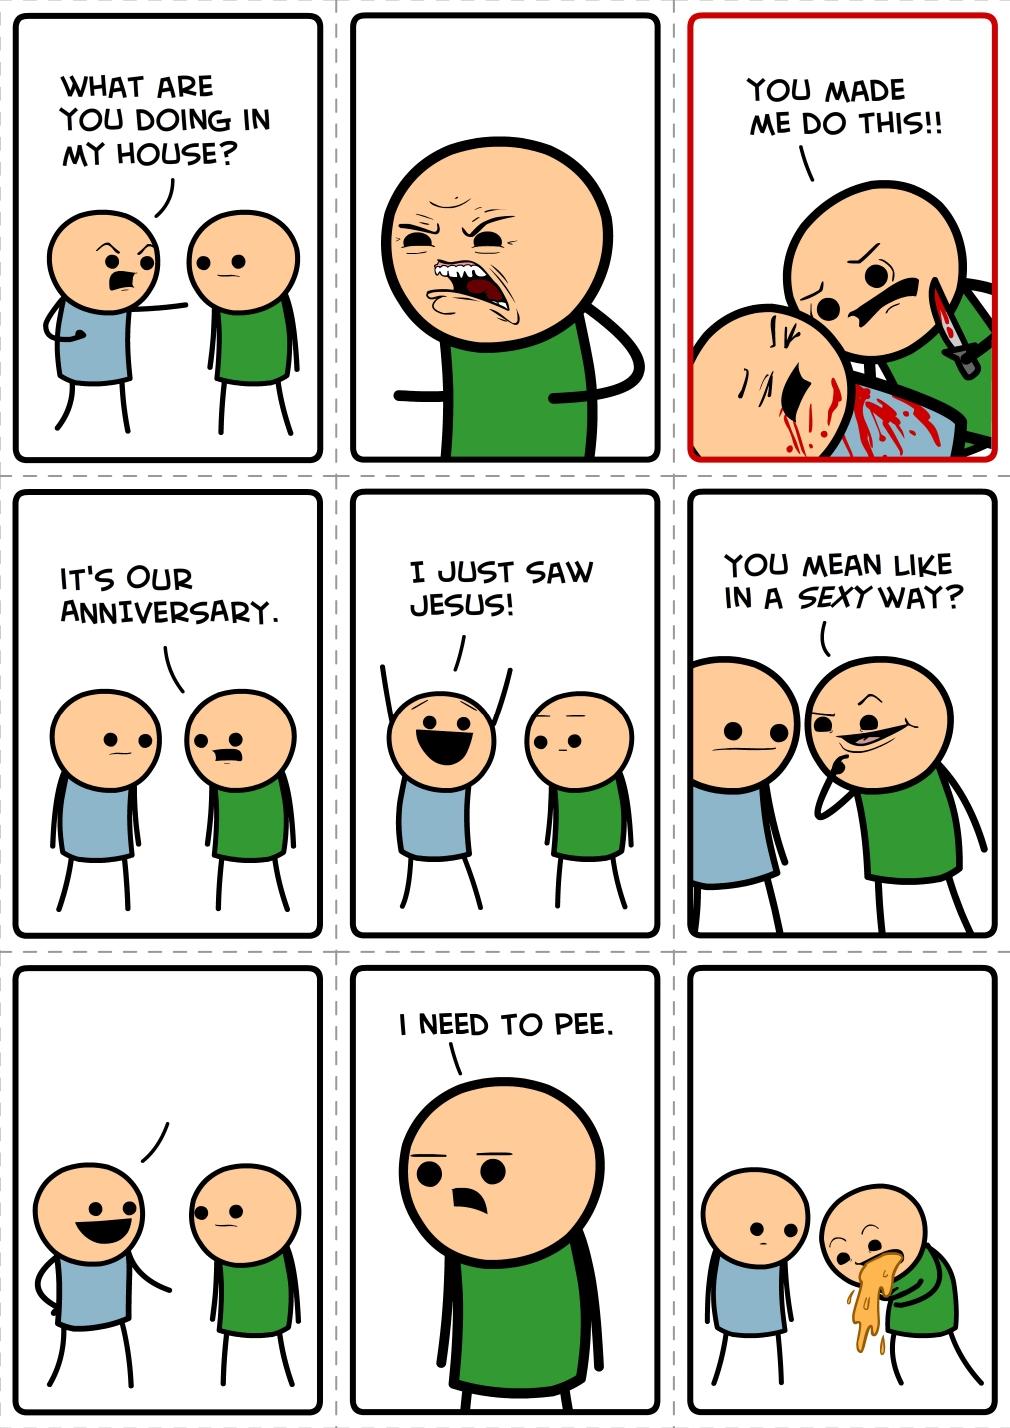 WHAT ARE
YOU DOING IN
MY HOUSE?
YOU MADE
ME DO THIS!!
IT'S OUR
ANNIVERSARY.
I JUST SAW
JESUS!
YOU MEAN LIKE
IN A SEXY WAY?
I NEED TO PEE.